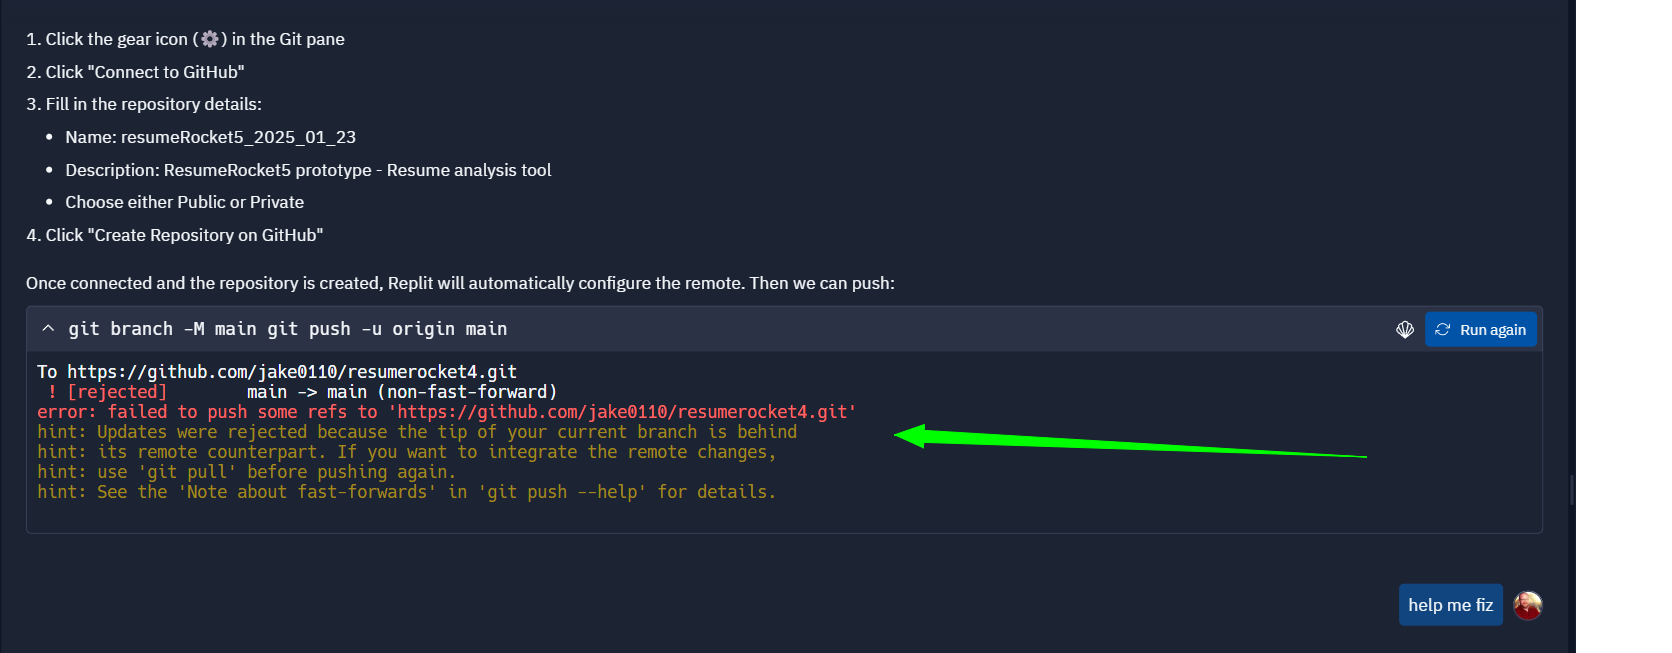 1. Click the gear icon (⚙) in the Git pane
2. Click "Connect to GitHub"
3. Fill in the repository details:
• Name: resumeRocket5_2025_01_23
• Description: ResumeRocket5 prototype - Resume analysis tool
• Choose either Public or Private
4. Click "Create Repository on GitHub"
Once connected and the repository is created, Replit will automatically configure the remote. Then we can push:
git branch -M main git push -u origin main
Run again
To https://github.com/jake0110/resumerocket4.git
! [rejected]        main -> main (non-fast-forward)
error: failed to push some refs to 'https://github.com/jake0110/resumerocket4.git'
hint: Updates were rejected because the tip of your current branch is behind
hint: its remote counterpart. If you want to integrate the remote changes,
hint: use 'git pull' before pushing again.
hint: See the 'Note about fast-forwards' in 'git push --help' for details.
help me fiz